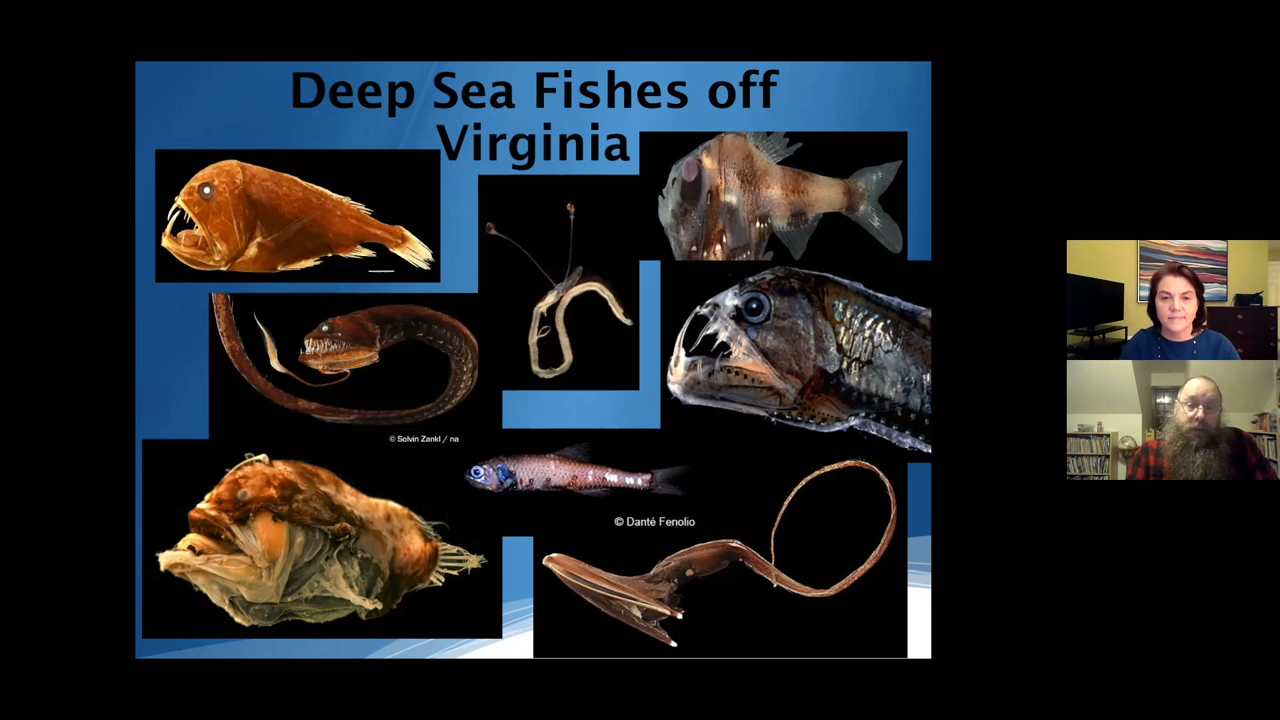 Deep Sea Fishes off
Virginia
© Solvin Zankl / na
© Danté Fenolio